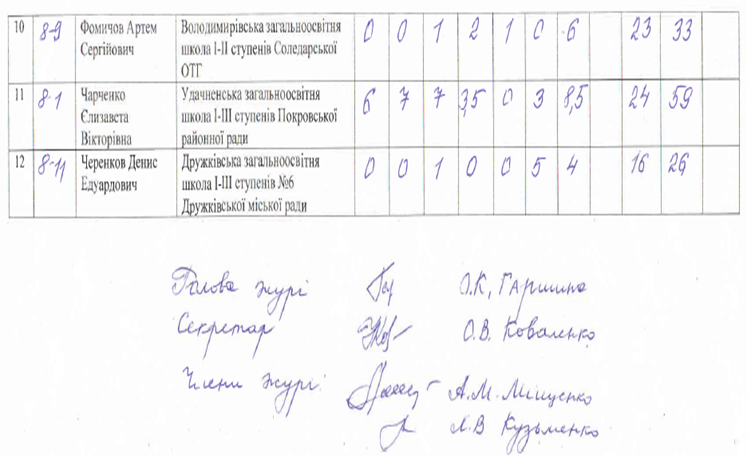 10 8-9 Фомичов Артем Володимирівська загальноосвітня 0 0 1 2 1 0 6 23 33
Сергійович школа І-ІІ ступенів Соледарської
ОТГ
11 8-1 Чарченко Удачненська загальноосвітня 6 7 7 3,5 0 3 8,5 24 59
Єлизавета школа І-ІІІ ступенів Покровської
Вікторівна районної ради
12 8-11 Черенков Денис Дружківська загальноосвітня 0 0 1 0 0 5 4 16 26
Едуардович школа І-ІІІ ступенів №6
Дружківської міської ради
Голова журі О.К. Гаршина
Секретар О.В. Коваленко
Члени журі: А.М. Міщенко
Л.В Кузьменко